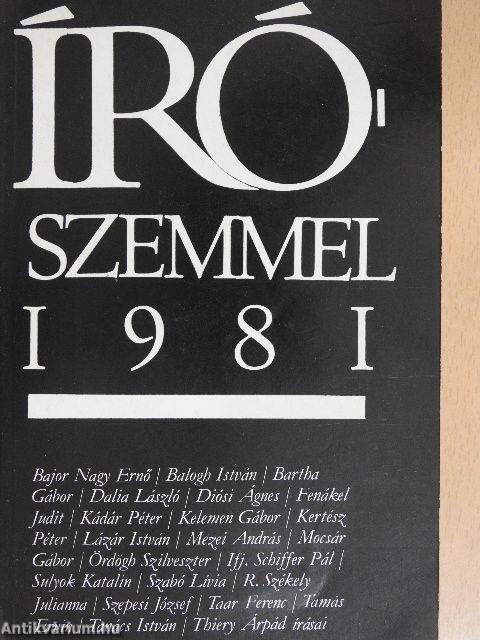 ÍRÓ-
SZEMMEL
1981
Bajor Nagy Ernő / Balogh István / Bartha
Gábor / Dalia László / Diósi Ágnes / Fenákel
Judit / Kádár Péter / Kelemen Gábor / Kertész
Péter / Lázár István / Mezei András / Mocsár
Gábor / Ördögh Szilveszter / Ifj. Schiffer Pál /
Sulyok Katalin / Szabó Lívia / R. Székely
Julianna / Szepesi József / Taar Ferenc / Tamás
Ervin / Tanács István / Thiery Árpád írásai
Antikvarium.hu